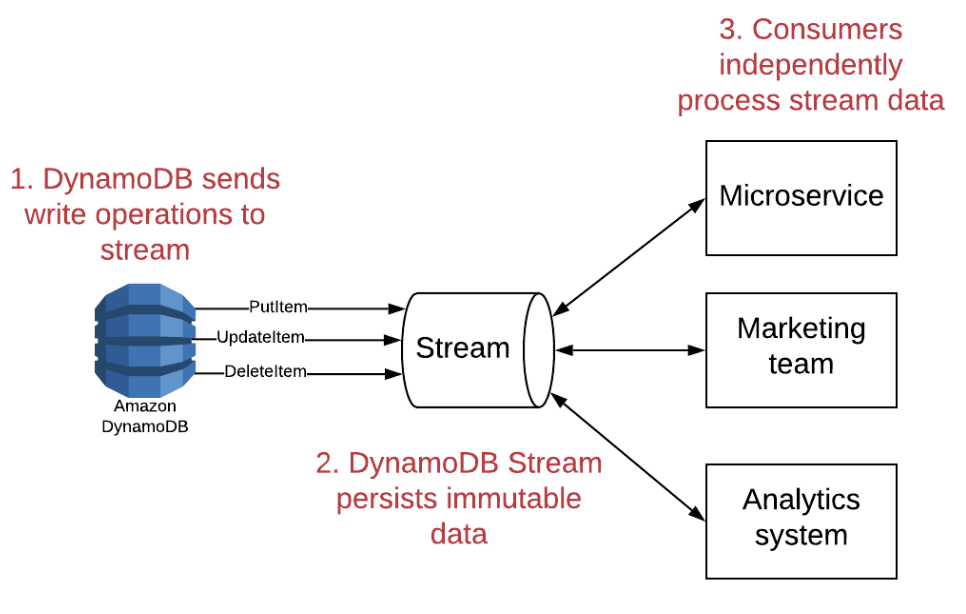 1. DynamoDB sends
write operations to
stream
PutItem
UpdateItem
DeleteItem
Amazon
DynamoDB
Stream
2. DynamoDB Stream
persists immutable
data
3. Consumers
independently
process stream data
Microservice
Marketing
team
Analytics
system